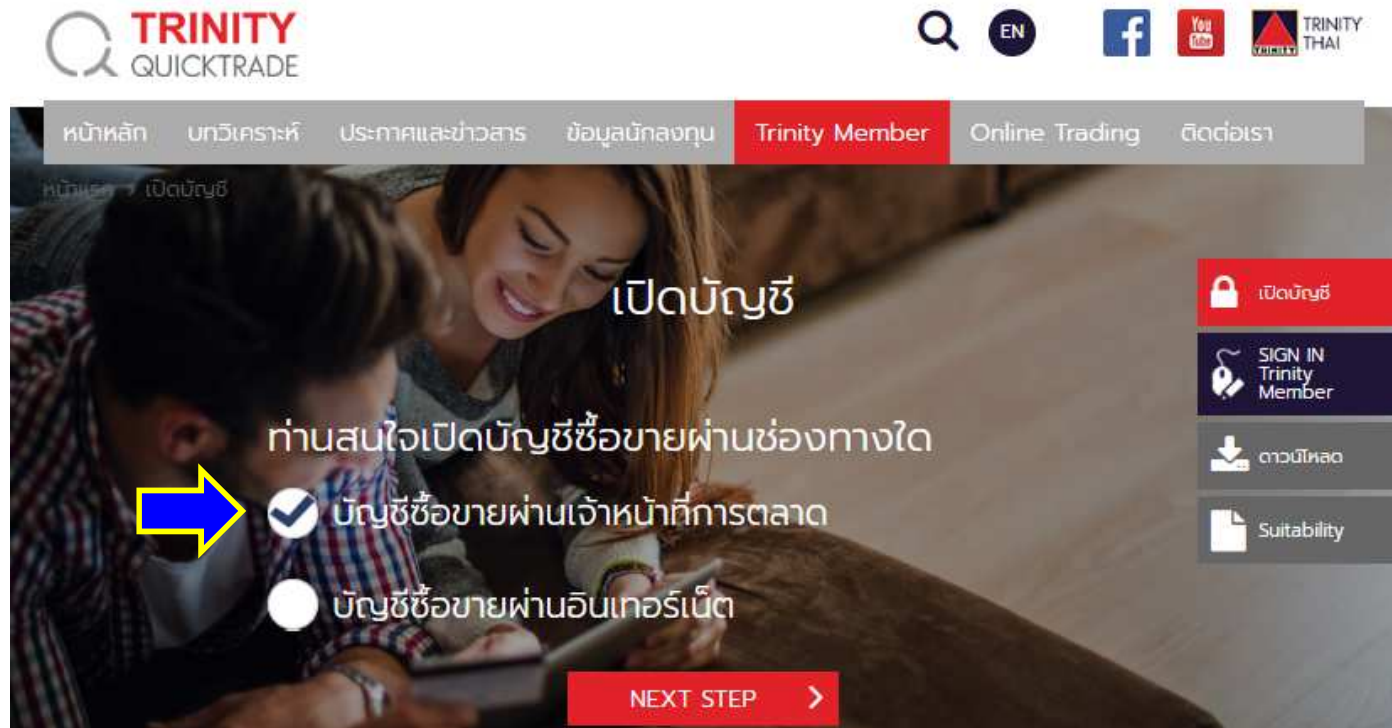 TRINITY
QUICKTRADE
EN
f
You
Tube
TRINITY
TRINITY
THAI
หน้าหลัก บทวิเคราะห์ ประกาศและข่าวสาร ข้อมูลนักลงทุน Trinity Member Online Trading ติดต่อเรา
หน้าแรก > เปิดบัญชี
เปิดบัญชี
เปิดบัญชี
SIGN IN
Trinity
Member
ท่านสนใจเปิดบัญชีซื้อขายผ่านช่องทางใด
ดาวน์โหลด
บัญชีซื้อขายผ่านเจ้าหน้าที่การตลาด
Suitability
บัญชีซื้อขายผ่านอินเทอร์เน็ต
NEXT STEP >